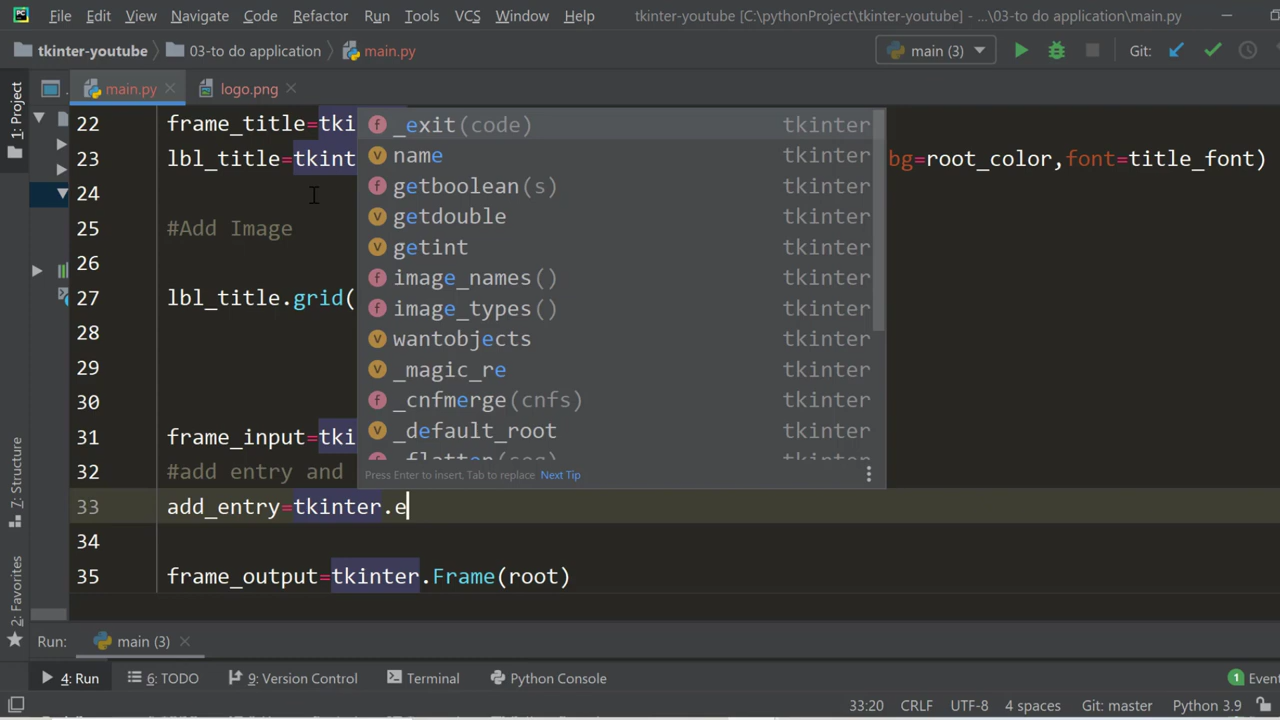 File Edit View Navigate Code Refactor Run Tools VCS Window Help tkinter-youtube [C:\pythonProject\tkinter-youtube] - ...\03-to do application\main.py
tkinter-youtube 03-to do application main.py main (3) Git:
main.py logo.png
1: Project
22 frame_title=tki
23 lbl_title=tkint bg=root_color,font=title_font)
24
25 #Add Image
26
27 lbl_title.grid(
28
29
30
31 frame_input=tki
32 #add entry and
33 add_entry=tkinter.e
34
35 frame_output=tkinter.Frame(root)
f _exit(code) tkinter
v name tkinter
f getboolean(s) tkinter
v getdouble tkinter
v getint tkinter
f image_names() tkinter
f image_types() tkinter
v wantobjects tkinter
v _magic_re tkinter
f _cnfmerge(cnfs) tkinter
v _default_root tkinter
f _flatten(seq) tkinter
Press Enter to insert, Tab to replace Next Tip
7: Structure
2: Favorites
Run: main (3)
4: Run 6: TODO 9: Version Control Terminal Python Console 1 Event
33:20 CRLF UTF-8 4 spaces Git: master Python 3.9